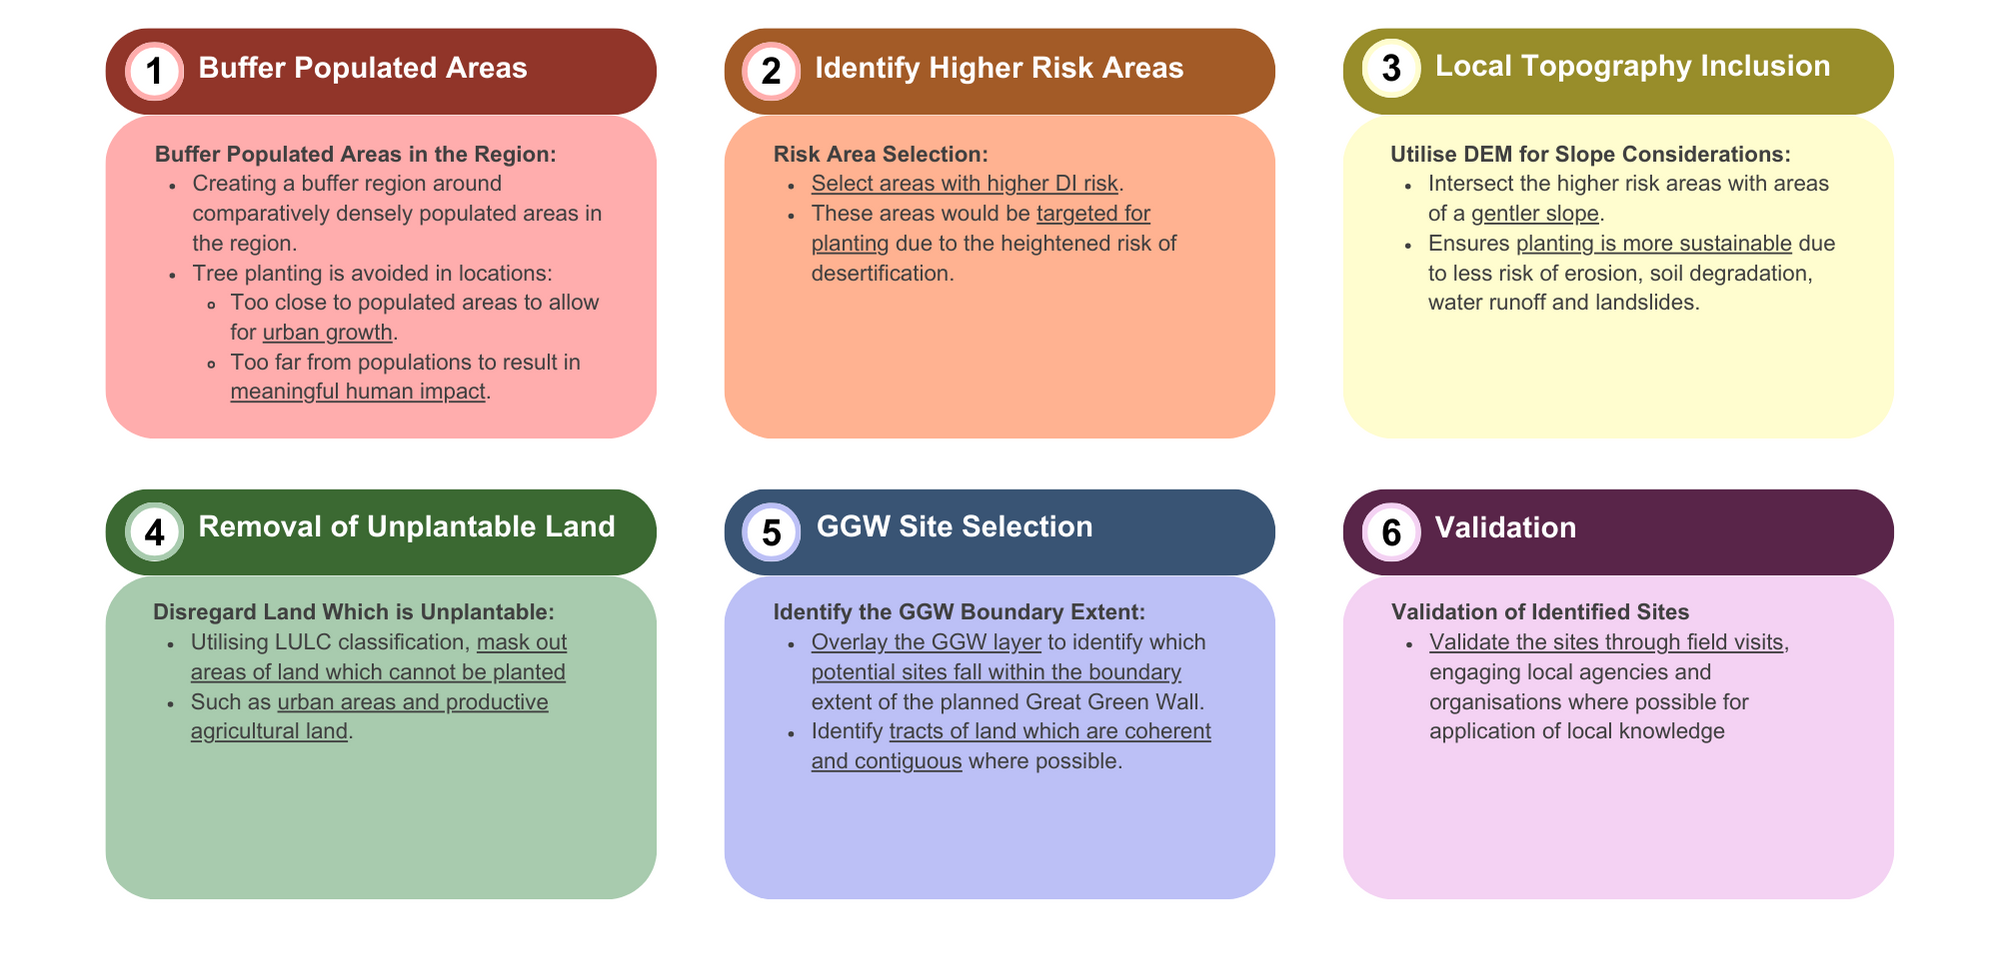 1 Buffer Populated Areas
Buffer Populated Areas in the Region:
• Creating a buffer region around
comparatively densely populated areas in
the region.
• Tree planting is avoided in locations:
◦ Too close to populated areas to allow
for urban growth.
◦ Too far from populations to result in
meaningful human impact.
2 Identify Higher Risk Areas
Risk Area Selection:
• Select areas with higher DI risk.
• These areas would be targeted for
planting due to the heightened risk of
desertification.
3 Local Topography Inclusion
Utilise DEM for Slope Considerations:
• Intersect the higher risk areas with areas
of a gentler slope.
• Ensures planting is more sustainable due
to less risk of erosion, soil degradation,
water runoff and landslides.
4 Removal of Unplantable Land
Disregard Land Which is Unplantable:
• Utilising LULC classification, mask out
areas of land which cannot be planted
• Such as urban areas and productive
agricultural land.
5 GGW Site Selection
Identify the GGW Boundary Extent:
• Overlay the GGW layer to identify which
potential sites fall within the boundary
extent of the planned Great Green Wall.
• Identify tracts of land which are coherent
and contiguous where possible.
6 Validation
Validation of Identified Sites
• Validate the sites through field visits,
engaging local agencies and
organisations where possible for
application of local knowledge